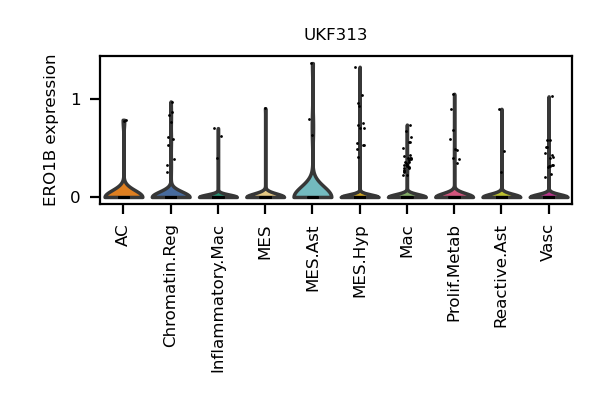 UKF313
ERO1B expression
1
0
AC
Chromatin.Reg
Inflammatory.Mac
MES
MES.Ast
MES.Hyp
Mac
Prolif.Metab
Reactive.Ast
Vasc